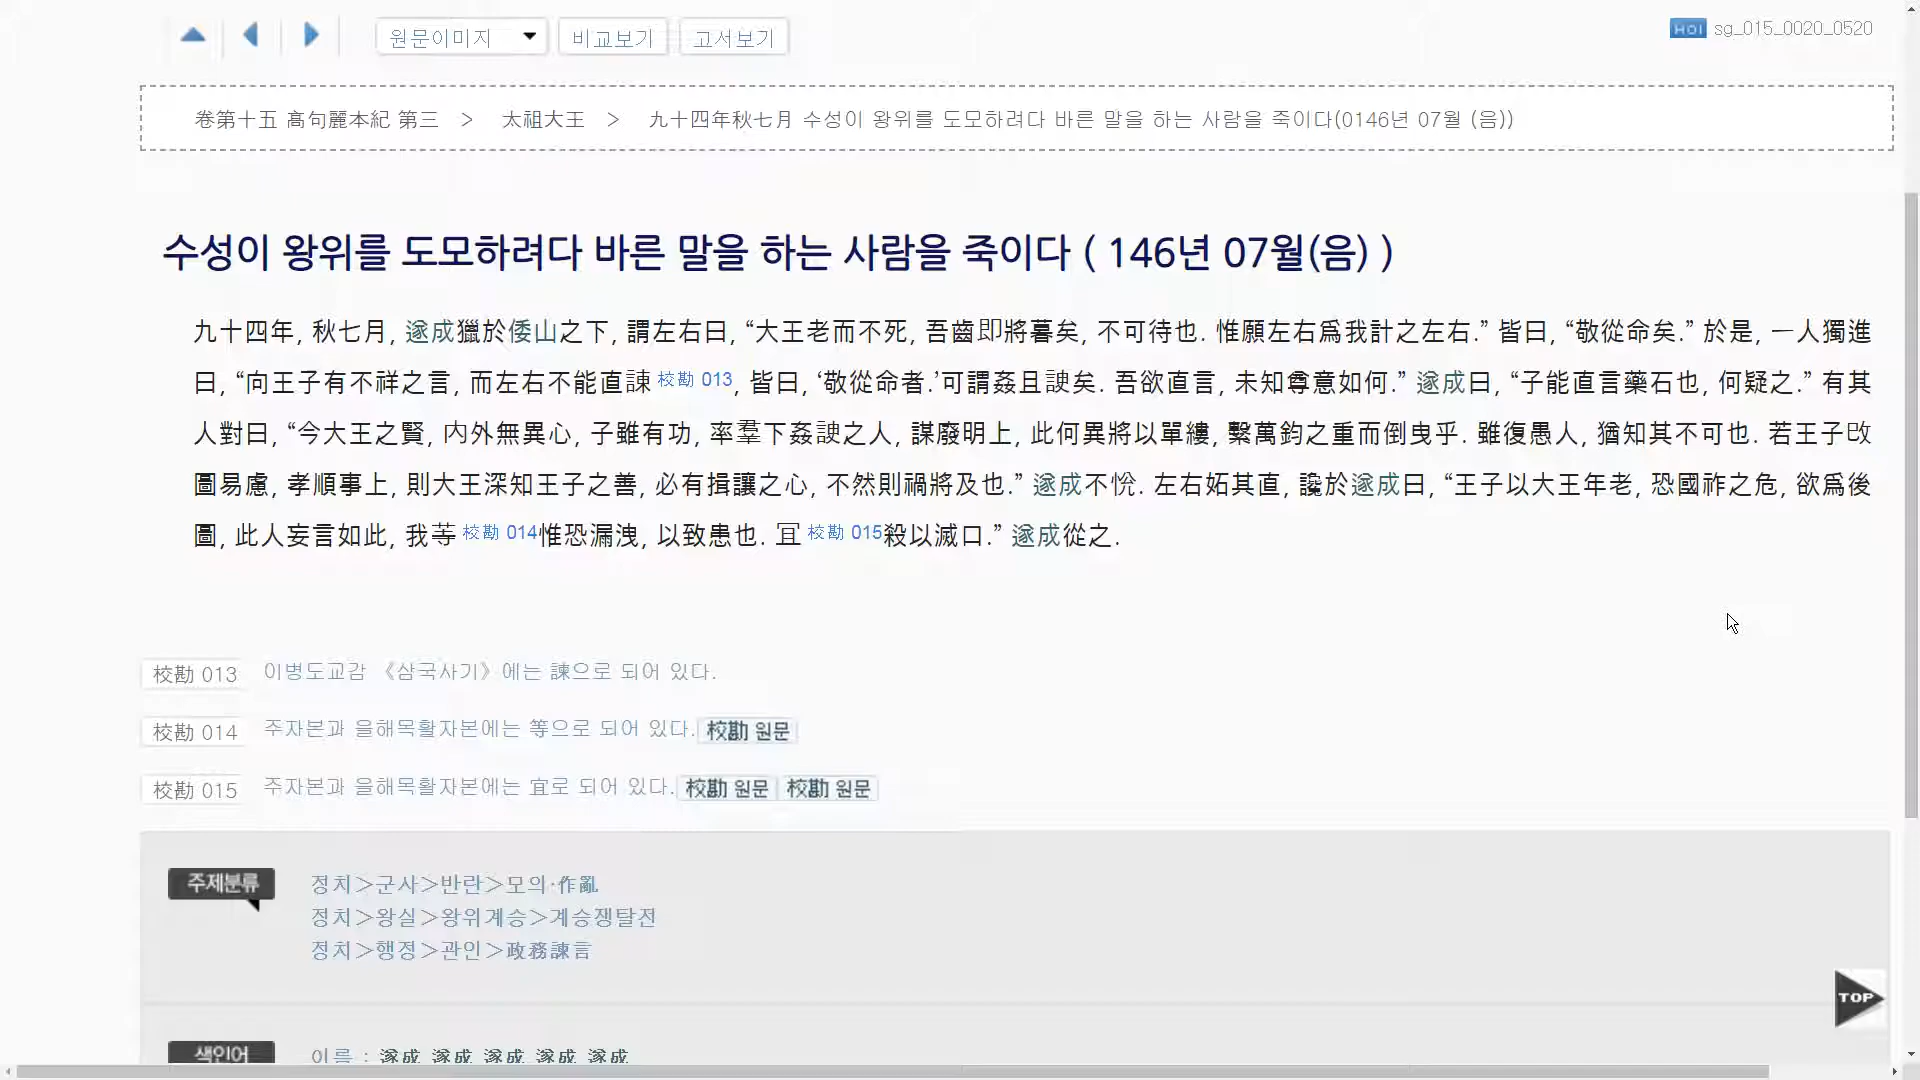 원문이미지 비교보기 고서보기
HOI sg_015_0020_0520
卷第十五 髙句麗本紀 第三 > 太祖大王 > 九十四年秋七月 수성이 왕위를 도모하려다 바른 말을 하는 사람을 죽이다(0146년 07월 (음))
수성이 왕위를 도모하려다 바른 말을 하는 사람을 죽이다 ( 146년 07월(음) )
九十四年, 秋七月, 遂成獵於倭山之下, 謂左右曰, “大王老而不死, 吾齒即將暮矣, 不可待也. 惟願左右爲我計之左右.” 皆曰, “敬從命矣.” 於是, 一人獨進
曰, “向王子有不祥之言, 而左右不能直諌 校勘 013, 皆曰, ‘敬從命者.’可謂姦且諛矣. 吾欲直言, 未知尊意如何.” 遂成曰, “子能直言藥石也, 何疑之.” 有其
人對曰, “今大王之賢, 内外無異心, 子雖有功, 率羣下姦諛之人, 謀廢明上, 此何異將以單縷, 繫萬鈞之重而倒曳乎. 雖復愚人, 猶知其不可也. 若王子改
圖易慮, 孝順事上, 則大王深知王子之善, 必有揖讓之心, 不然則禍將及也.” 遂成不恱. 左右妬其直, 讒於遂成曰, “王子以大王年老, 恐國祚之危, 欲爲後
圖, 此人妄言如此, 我䓁 校勘 014惟恐漏洩, 以致患也. 冝 校勘 015殺以滅口.” 遂成從之.
校勘 013 이병도교감 《삼국사기》에는 諫으로 되어 있다.
校勘 014 주자본과 을해목활자본에는 等으로 되어 있다. 校勘 원문
校勘 015 주자본과 을해목활자본에는 宜로 되어 있다. 校勘 원문 校勘 원문
주제분류 정치>군사>반란>모의·作亂
정치>왕실>왕위계승>계승쟁탈전
정치>행정>관인>政務諫言
TOP
색인어 이름 : 遂成 遂成 遂成 遂成 遂成